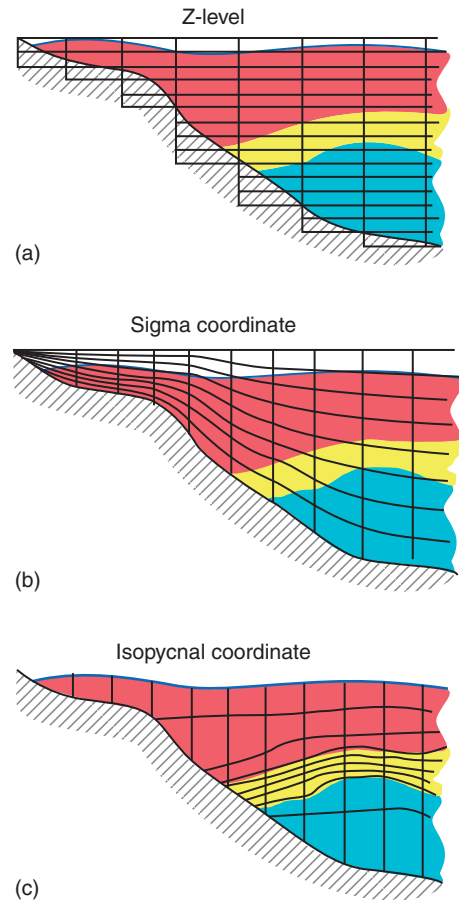 Z-level
(a)
Sigma coordinate
(b)
Isopycnal coordinate
(c)